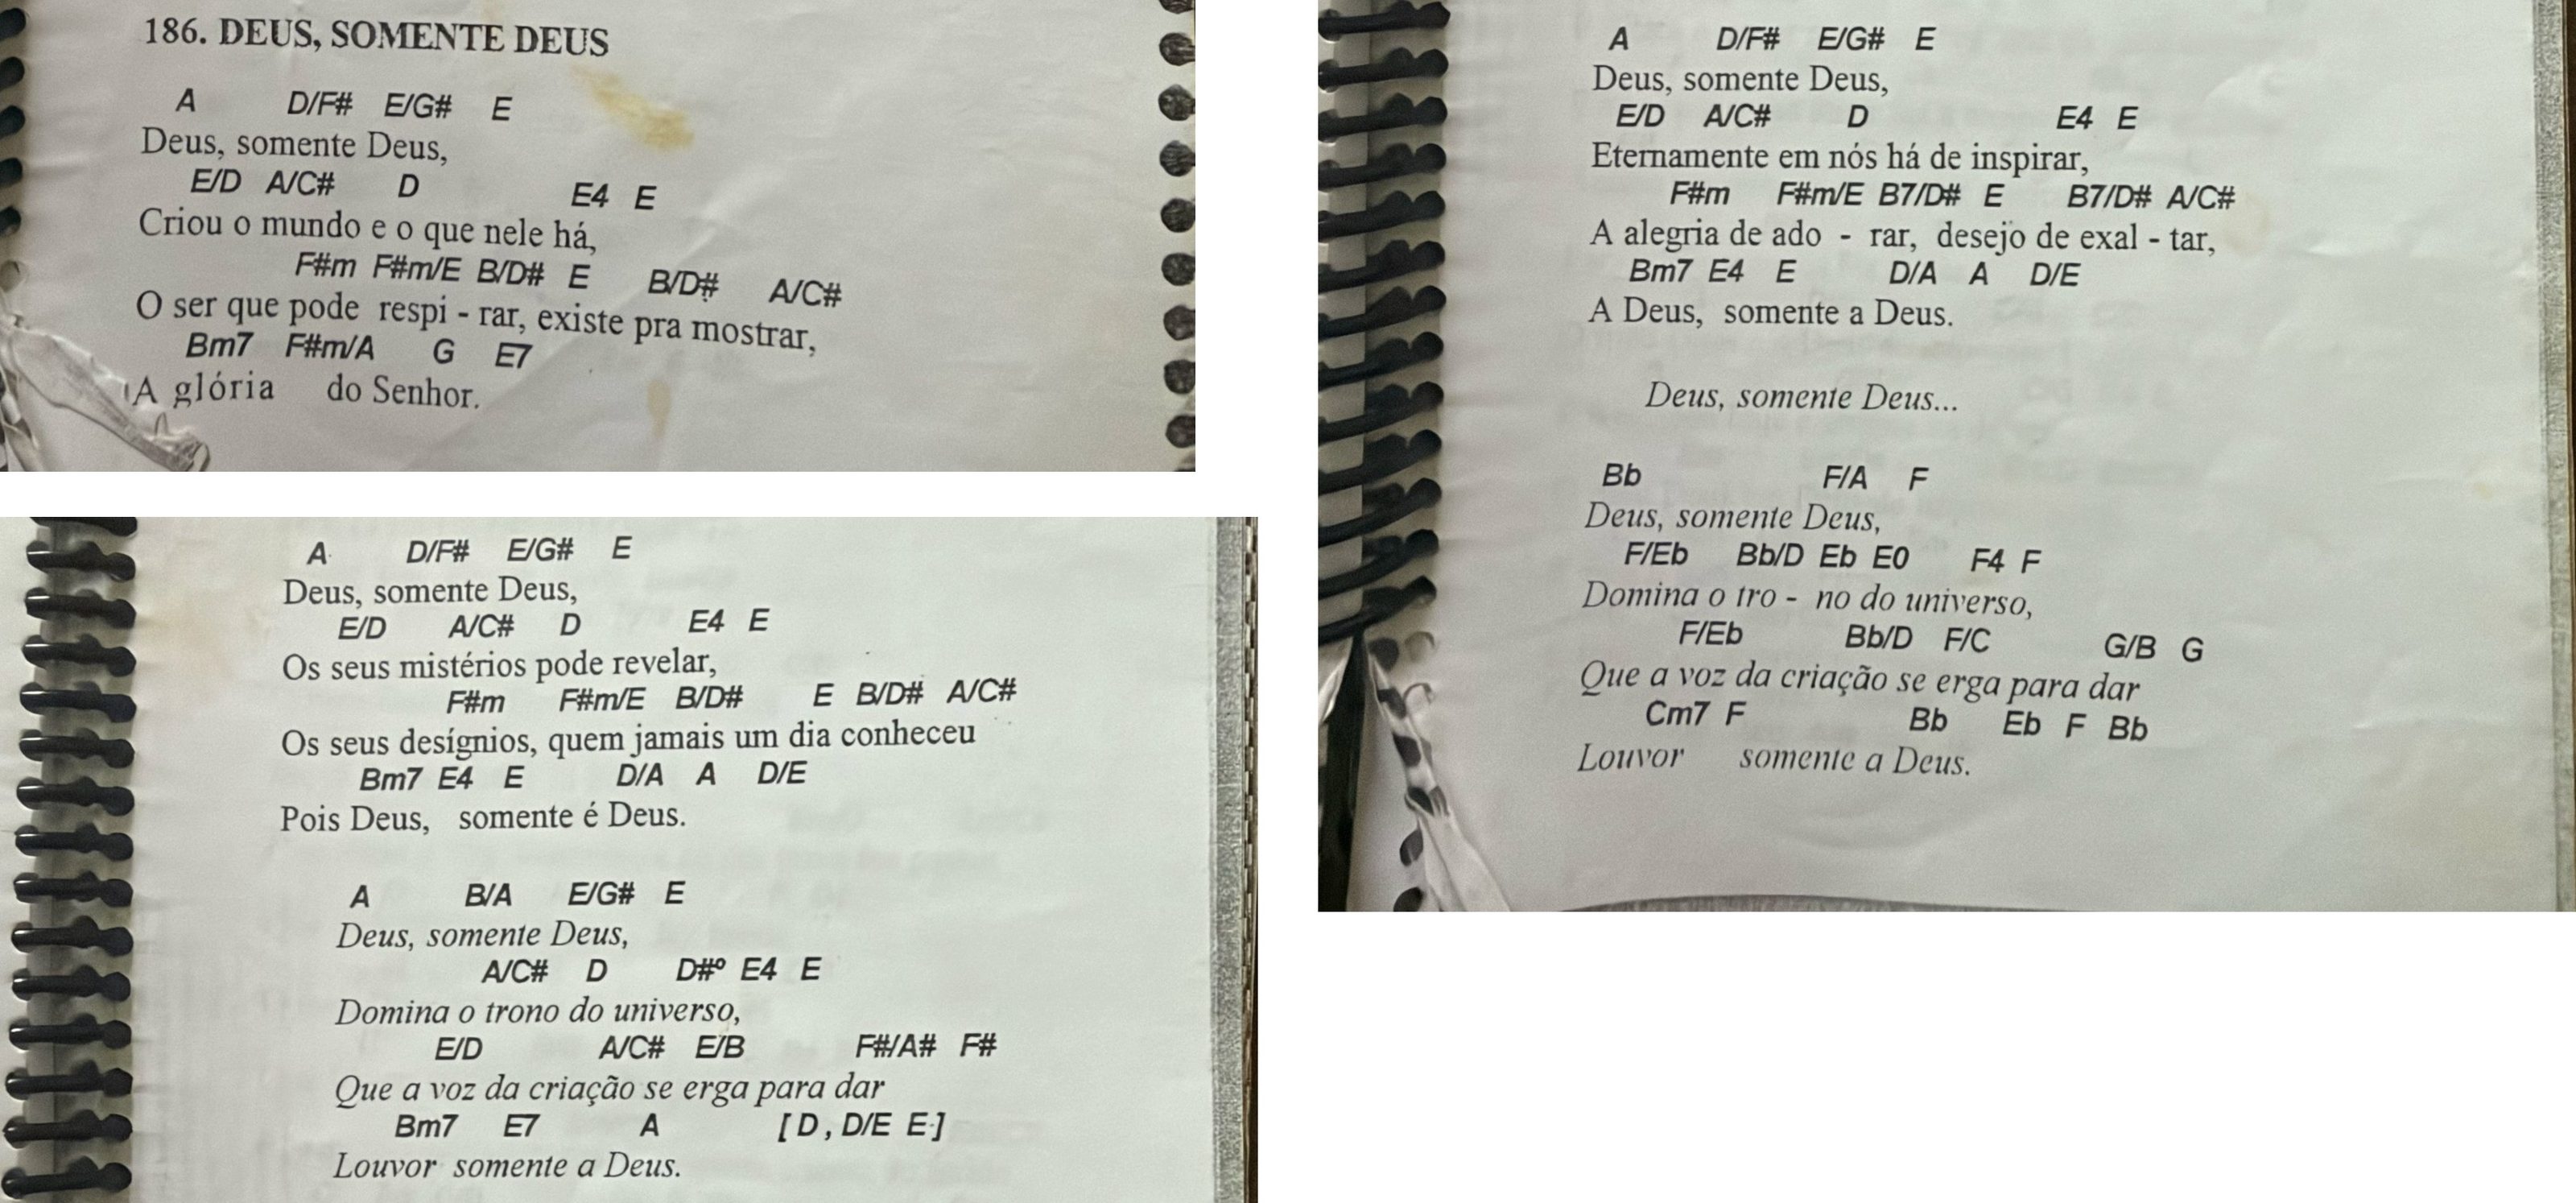 186. DEUS, SOMENTE DEUS
A D/F# E/G# E
Deus, somente Deus,
E/D A/C# D E4 E
Criou o mundo e o que nele há,
F#m F#m/E B/D# E B/D# A/C#
O ser que pode respi - rar, existe pra mostrar,
Bm7 F#m/A G E7
A glória do Senhor.
A D/F# E/G# E
Deus, somente Deus,
E/D A/C# D E4 E
Os seus mistérios pode revelar,
F#m F#m/E B/D# E B/D# A/C#
Os seus desígnios, quem jamais um dia conheceu
Bm7 E4 E D/A A D/E
Pois Deus, somente é Deus.
A B/A E/G# E
Deus, somente Deus,
A/C# D D#º E4 E
Domina o trono do universo,
E/D A/C# E/B F#/A# F#
Que a voz da criação se erga para dar
Bm7 E7 A [ D , D/E E ]
Louvor somente a Deus.
A D/F# E/G# E
Deus, somente Deus,
E/D A/C# D E4 E
Eternamente em nós há de inspirar,
F#m F#m/E B7/D# E B7/D# A/C#
A alegria de ado - rar, desejo de exal - tar,
Bm7 E4 E D/A A D/E
A Deus, somente a Deus.
Deus, somente Deus...
Bb F/A F
Deus, somente Deus,
F/Eb Bb/D Eb E0 F4 F
Domina o tro - no do universo,
F/Eb Bb/D F/C G/B G
Que a voz da criação se erga para dar
Cm7 F Bb Eb F Bb
Louvor somente a Deus.